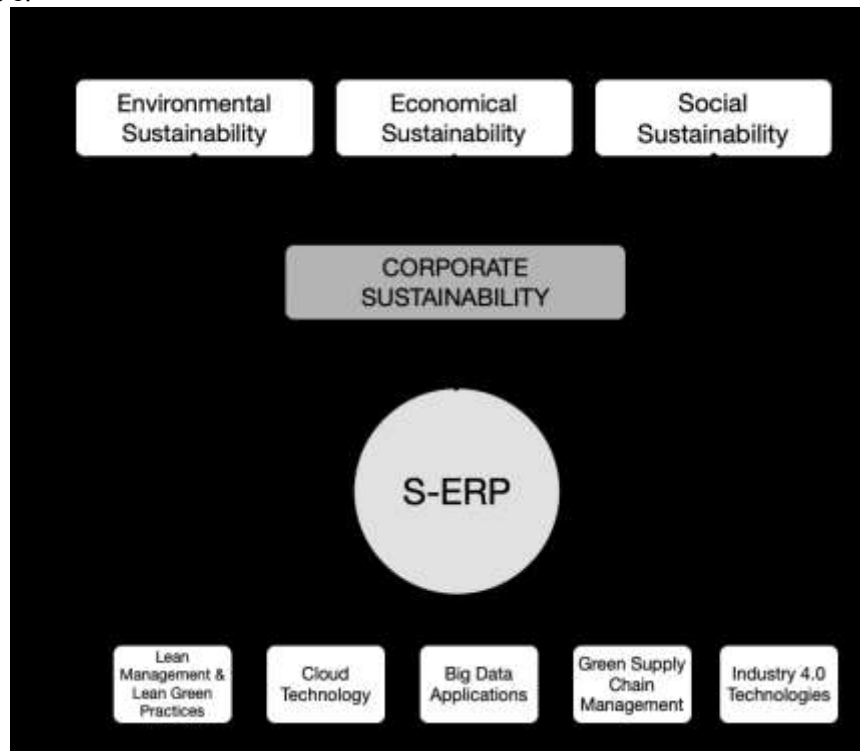 Environmental
Sustainability
Economical
Sustainability
Social
Sustainability
CORPORATE
SUSTAINABILITY
S-ERP
Lean
Management &
Lean Green
Practices
Cloud
Technology
Big Data
Applications
Green Supply
Chain
Management
Industry 4.0
Technologies